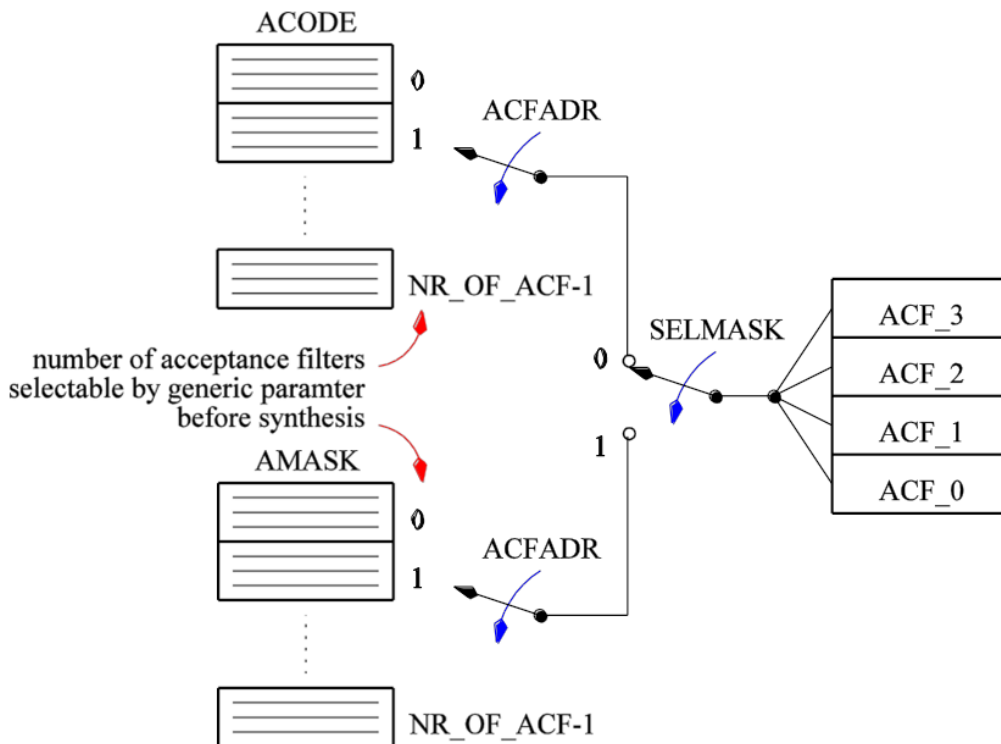 ACODE
0
1
ACFADR
NR_OF_ACF-1
number of acceptance filters
selectable by generic paramter
before synthesis
0
SELMASK
1
ACF_3
ACF_2
ACF_1
ACF_0
AMASK
0
1
ACFADR
NR_OF_ACF-1